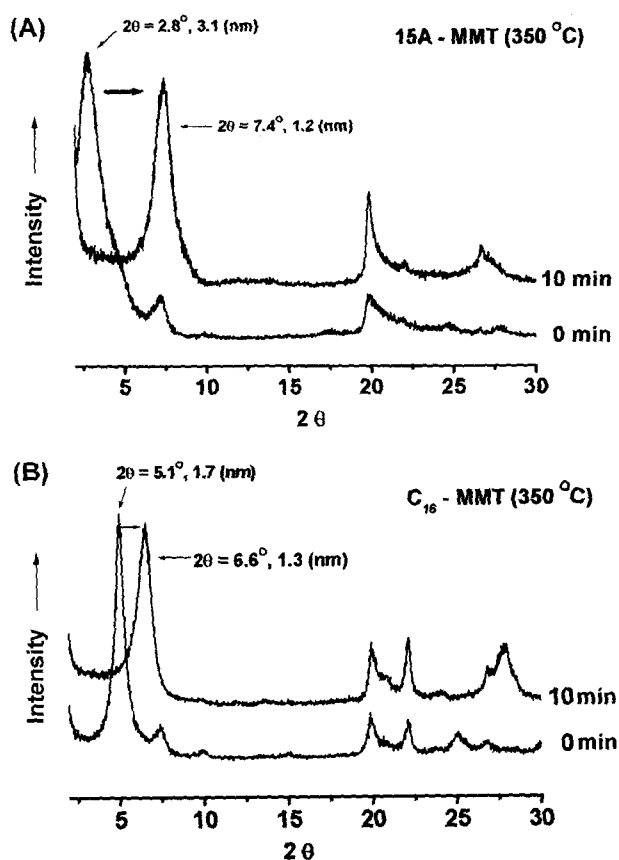 (A)
2θ = 2.8°, 3.1 (nm)
15A - MMT (350 °C)
2θ = 7.4°, 1.2 (nm)
Intensity
10 min
0 min
5 10 15 20 25 30
2 θ
(B)
2θ = 5.1°, 1.7 (nm)
C₁₆ - MMT (350 °C)
2θ = 6.6°, 1.3 (nm)
Intensity
10 min
0 min
5 10 15 20 25 30
2 θ